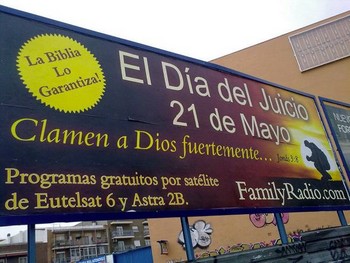 La Biblia
Lo
Garantiza!
El Día del Juicio
21 de Mayo
Clamen a Dios fuertemente...
Programas gratuitos por satélite
de Eutelsat 6 y Astra 2B.
FamilyRadio.com